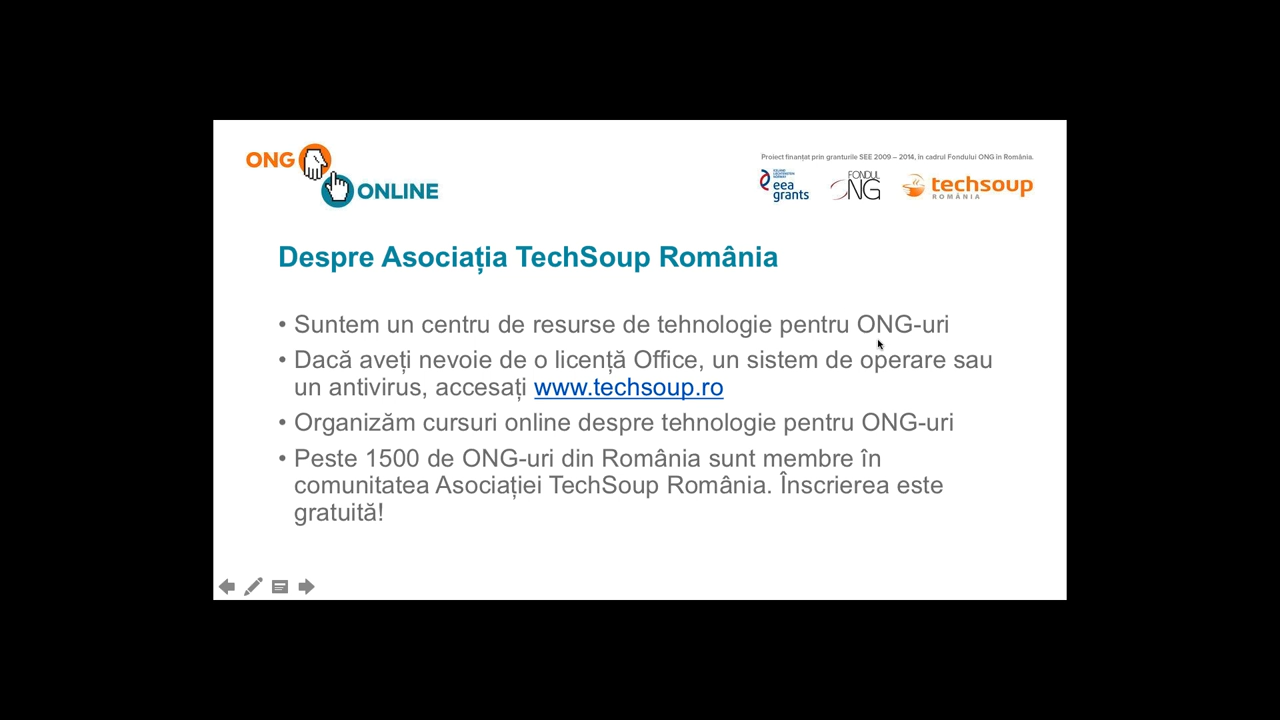 ONG
ONLINE
Proiect finanțat prin granturile SEE 2009 – 2014, în cadrul Fondului ONG în România.
eea
grants
FONDUL
ONG
techsoup
ROMÂNIA
Despre Asociația TechSoup România
• Suntem un centru de resurse de tehnologie pentru ONG-uri
• Dacă aveți nevoie de o licență Office, un sistem de operare sau
un antivirus, accesați www.techsoup.ro
• Organizăm cursuri online despre tehnologie pentru ONG-uri
• Peste 1500 de ONG-uri din România sunt membre în
comunitatea Asociației TechSoup România. Înscrierea este
gratuită!